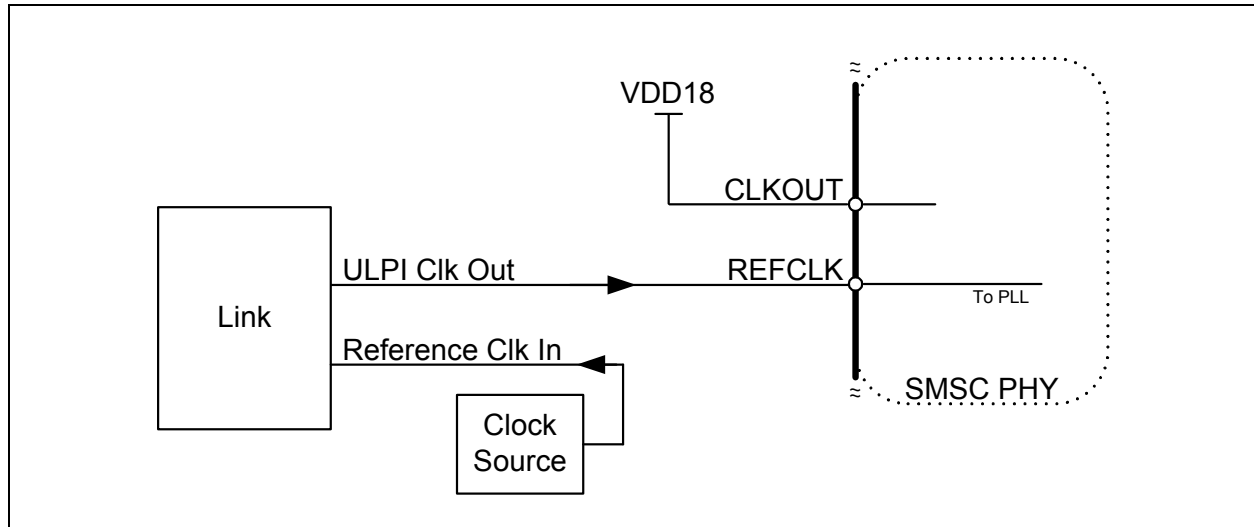 VDD18
CLKOUT
ULPI Clk Out
REFCLK
To PLL
Link
Reference Clk In
SMSC PHY
Clock
Source